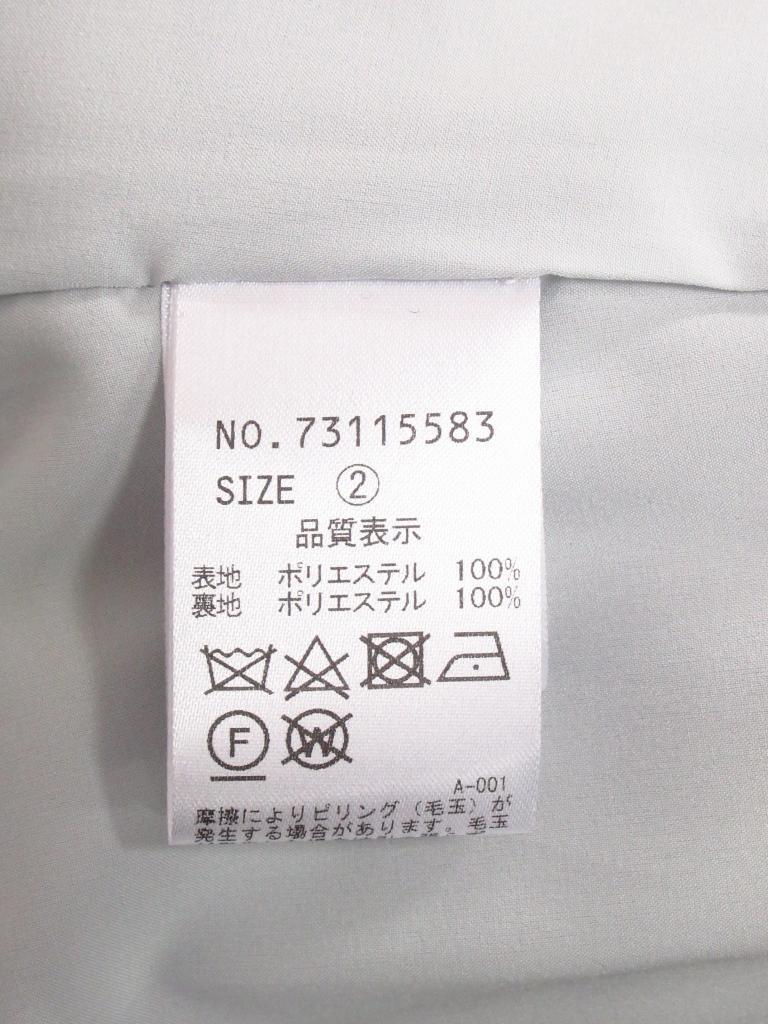 NO.73115583
SIZE ②
品質表示
表地 ポリエステル 100%
裏地 ポリエステル 100%
F W
A-001
摩擦によりピリング（毛玉）が
発生する場合があります。毛玉